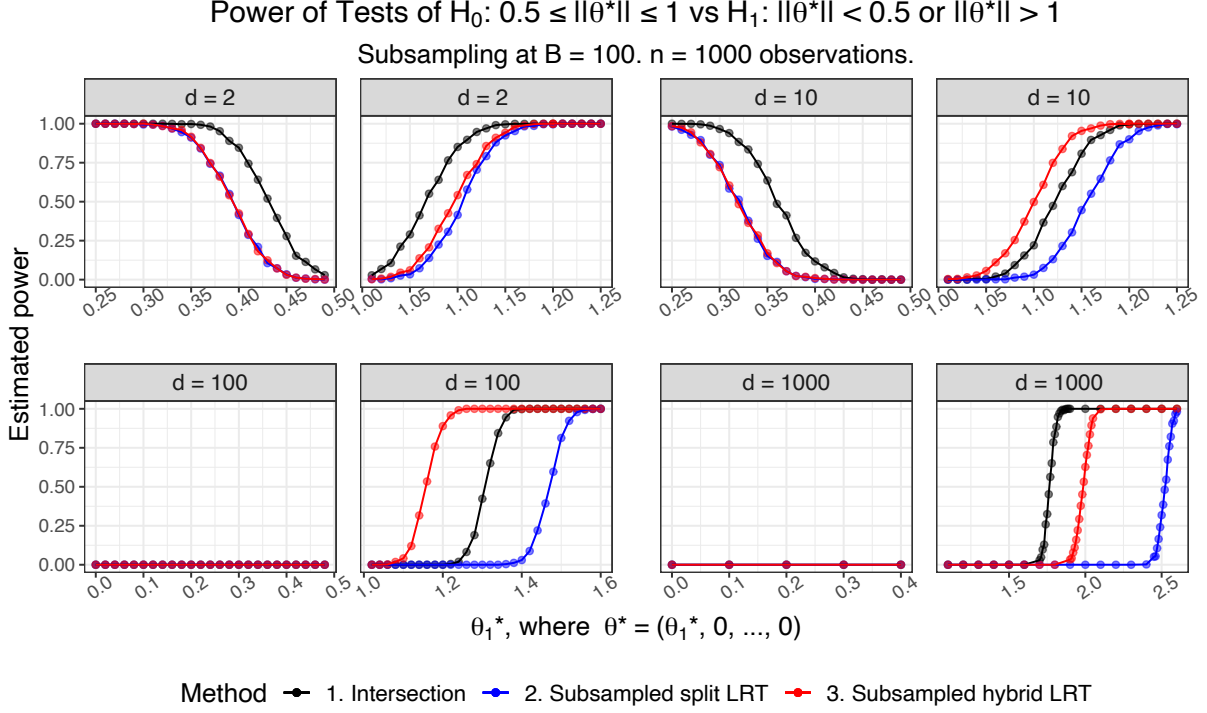 Power of Tests of H₀: 0.5 ≤ ||θ*|| ≤ 1 vs H₁: ||θ*|| < 0.5 or ||θ*|| > 1
Subsampling at B = 100. n = 1000 observations.
d = 2 d = 2 d = 10 d = 10
1.00
0.75
0.50
0.25
0.00
0.25 0.30 0.35 0.40 0.45 0.50 1.00 1.05 1.10 1.15 1.20 1.25 0.25 0.30 0.35 0.40 0.45 0.50 1.00 1.05 1.10 1.15 1.20 1.25
Estimated power
d = 100 d = 100 d = 1000 d = 1000
1.00
0.75
0.50
0.25
0.00
0.0 0.1 0.2 0.3 0.4 0.5 1.0 1.2 1.4 1.6 0.0 0.1 0.2 0.3 0.4 1.5 2.0 2.5
θ₁*, where θ* = (θ₁*, 0, ..., 0)
Method 1. Intersection 2. Subsampled split LRT 3. Subsampled hybrid LRT